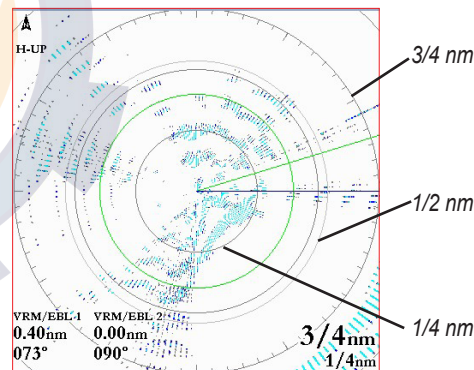 H-UP
3/4 nm
1/2 nm
1/4 nm
VRM/EBL 1 VRM/EBL 2
0.40nm 0.00nm
073° 090°
3/4nm
1/4nm